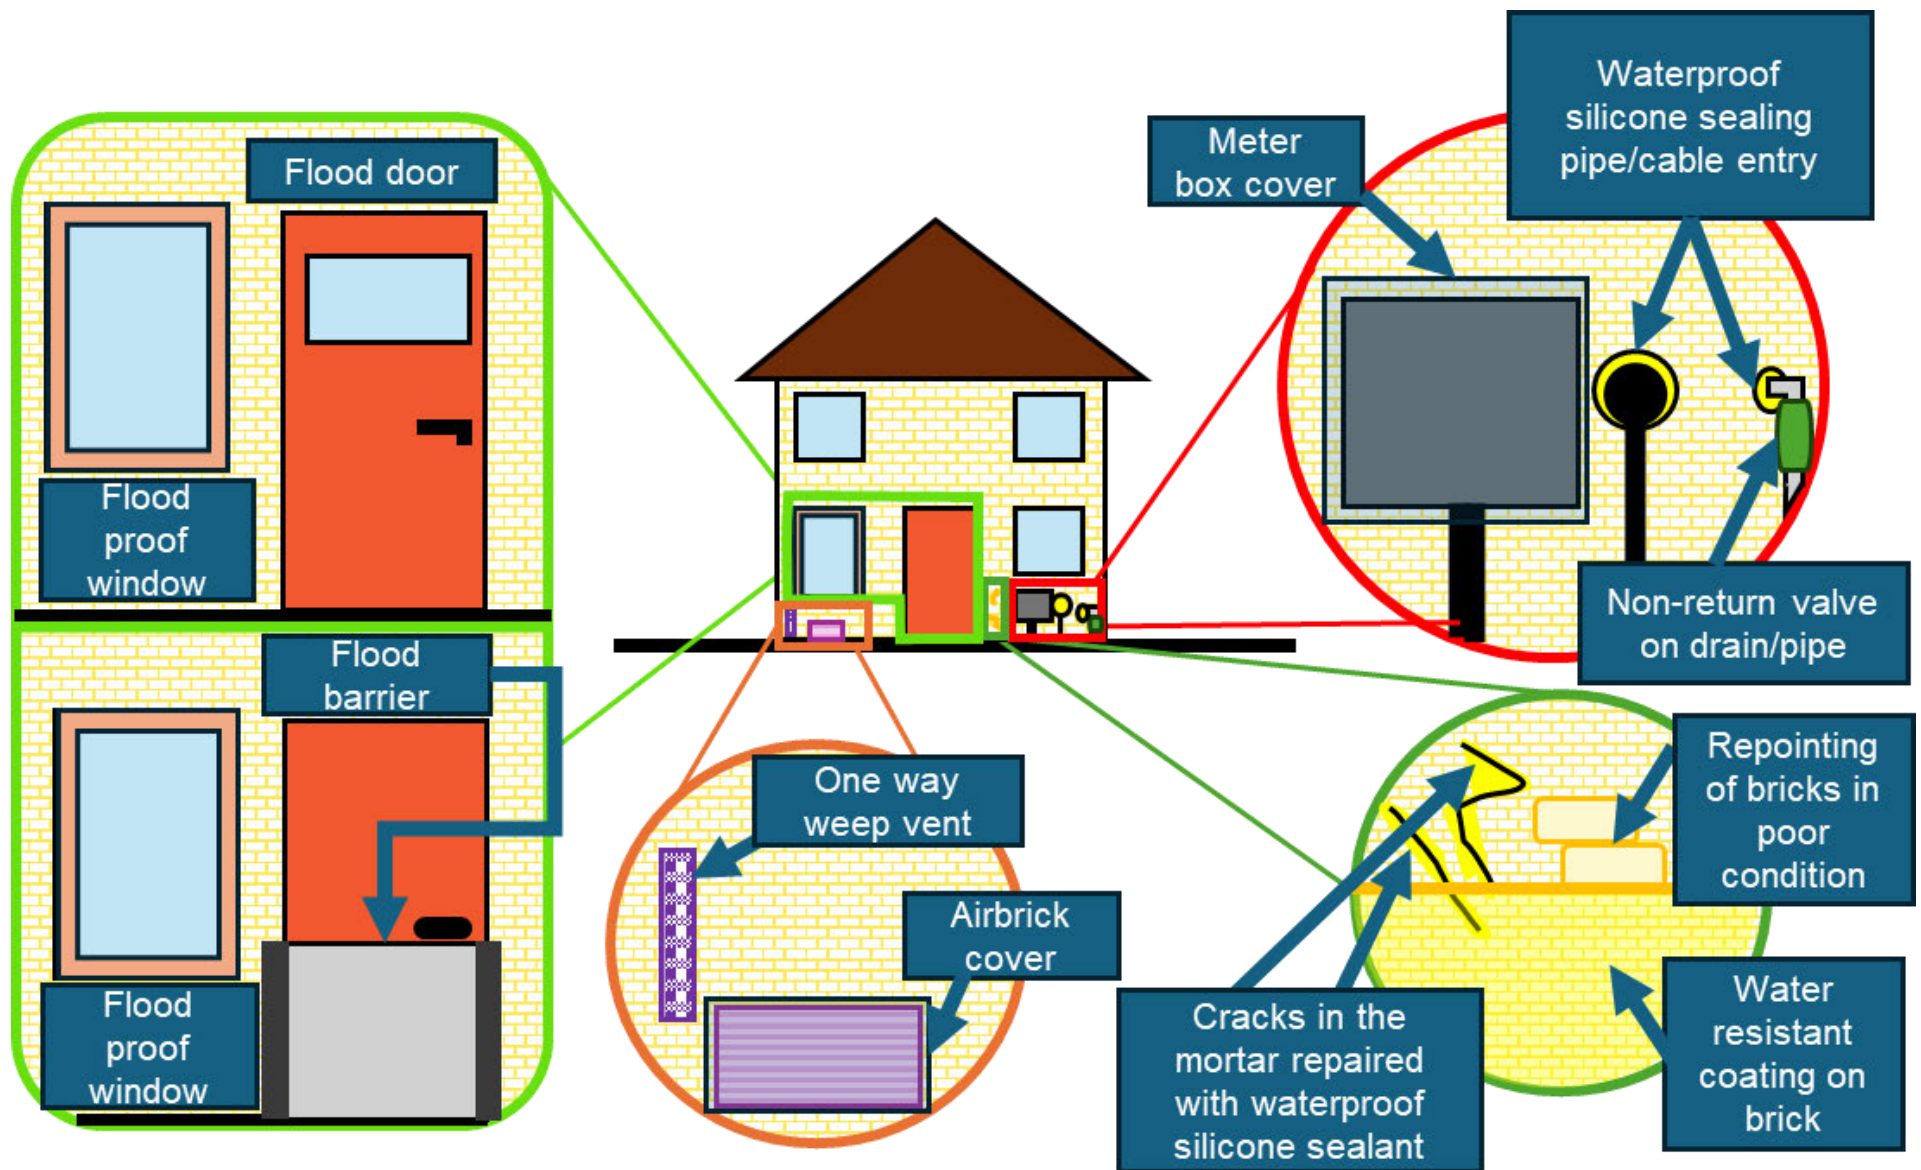 Flood door
Flood
proof
window
Flood
barrier
Flood
proof
window
Meter
box cover
Waterproof
silicone sealing
pipe/cable entry
Non-return valve
on drain/pipe
One way
weep vent
Airbrick
cover
Repointing
of bricks in
poor
condition
Cracks in the
mortar repaired
with waterproof
silicone sealant
Water
resistant
coating on
brick